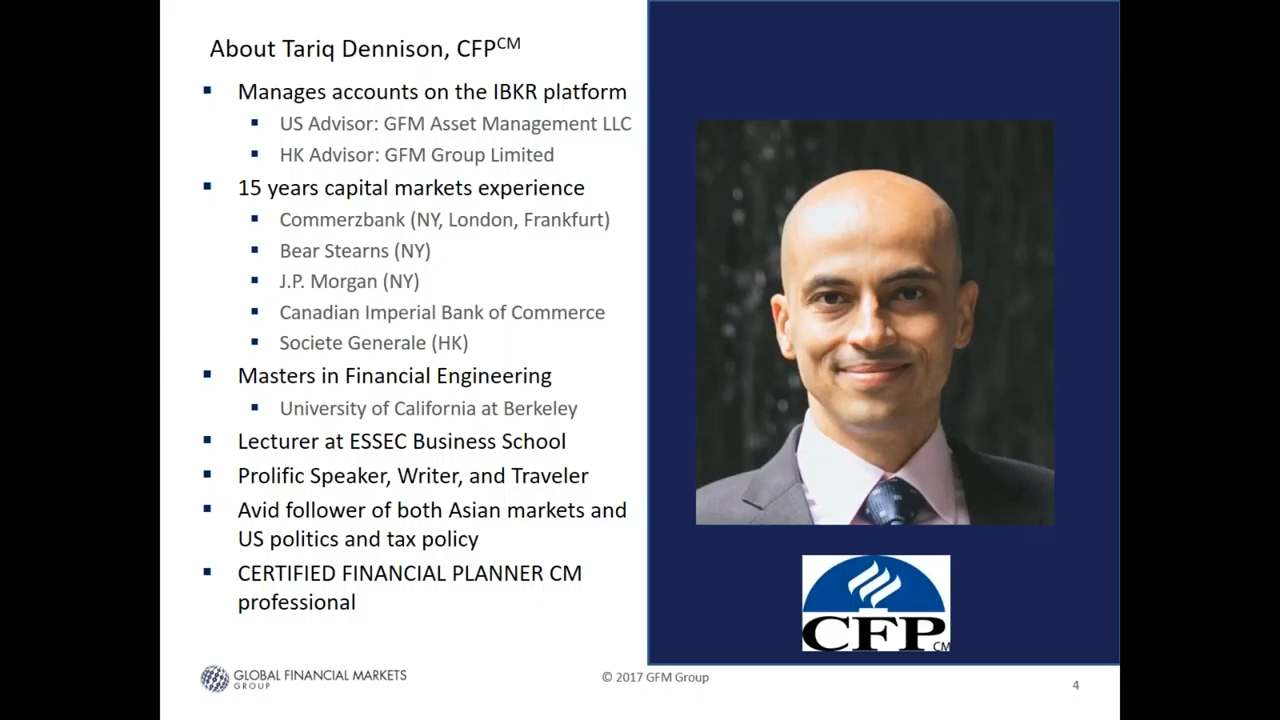 About Tariq Dennison, CFPCM
▪ Manages accounts on the IBKR platform
▪ US Advisor: GFM Asset Management LLC
▪ HK Advisor: GFM Group Limited
▪ 15 years capital markets experience
▪ Commerzbank (NY, London, Frankfurt)
▪ Bear Stearns (NY)
▪ J.P. Morgan (NY)
▪ Canadian Imperial Bank of Commerce
▪ Societe Generale (HK)
▪ Masters in Financial Engineering
▪ University of California at Berkeley
▪ Lecturer at ESSEC Business School
▪ Prolific Speaker, Writer, and Traveler
▪ Avid follower of both Asian markets and
US politics and tax policy
▪ CERTIFIED FINANCIAL PLANNER CM
professional
CFP CM
GLOBAL FINANCIAL MARKETS
GROUP
© 2017 GFM Group
4